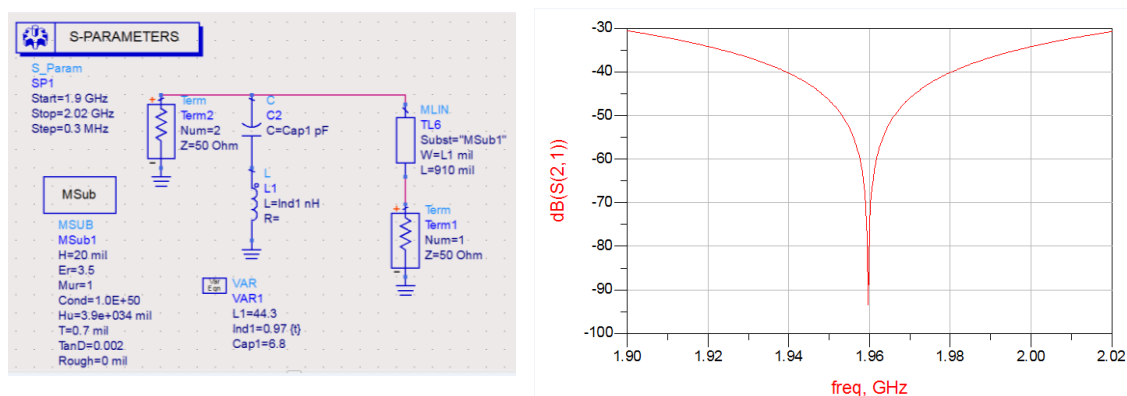 S-PARAMETERS
S_Param
SP1
Start=1.9 GHz
Stop=2.02 GHz
Step=0.3 MHz
+
Term
Term2
Num=2
Z=50 Ohm
-
C
C2
C=Cap1 pF
L
L1
L=Ind1 nH
R=
MLIN
TL6
Subst="MSub1"
W=L1 mil
L=910 mil
+
Term
Term1
Num=1
Z=50 Ohm
-
MSub
MSUB
MSub1
H=20 mil
Er=3.5
Mur=1
Cond=1.0E+50
Hu=3.9e+034 mil
T=0.7 mil
TanD=0.002
Rough=0 mil
Var
Eqn
VAR
VAR1
L1=44.3
Ind1=0.97 {t}
Cap1=6.8
dB(S(2,1))
-30
-40
-50
-60
-70
-80
-90
-100
1.90
1.92
1.94
1.96
1.98
2.00
2.02
freq, GHz